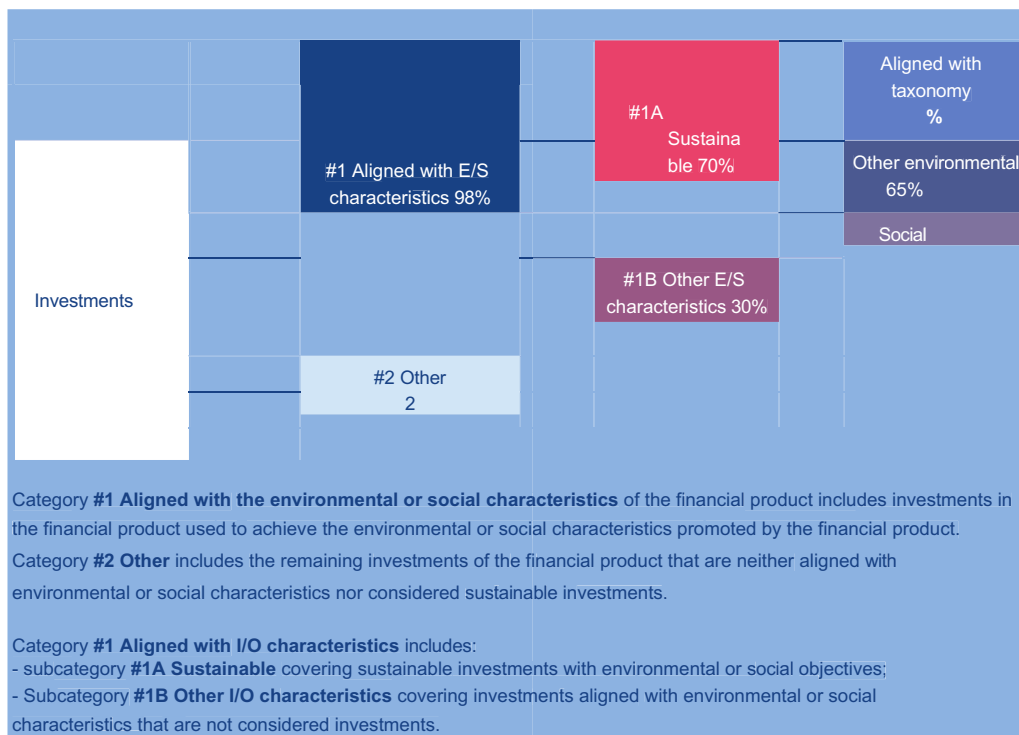 Aligned with
taxonomy
%
#1A
Sustaina
ble 70%
#1 Aligned with E/S
characteristics 98%
Other environmental
65%
Social
#1B Other E/S
characteristics 30%
Investments
#2 Other
2
Category #1 Aligned with the environmental or social characteristics of the financial product includes investments in
the financial product used to achieve the environmental or social characteristics promoted by the financial product.
Category #2 Other includes the remaining investments of the financial product that are neither aligned with
environmental or social characteristics nor considered sustainable investments.
Category #1 Aligned with I/O characteristics includes:
- subcategory #1A Sustainable covering sustainable investments with environmental or social objectives;
- Subcategory #1B Other I/O characteristics covering investments aligned with environmental or social
characteristics that are not considered investments.